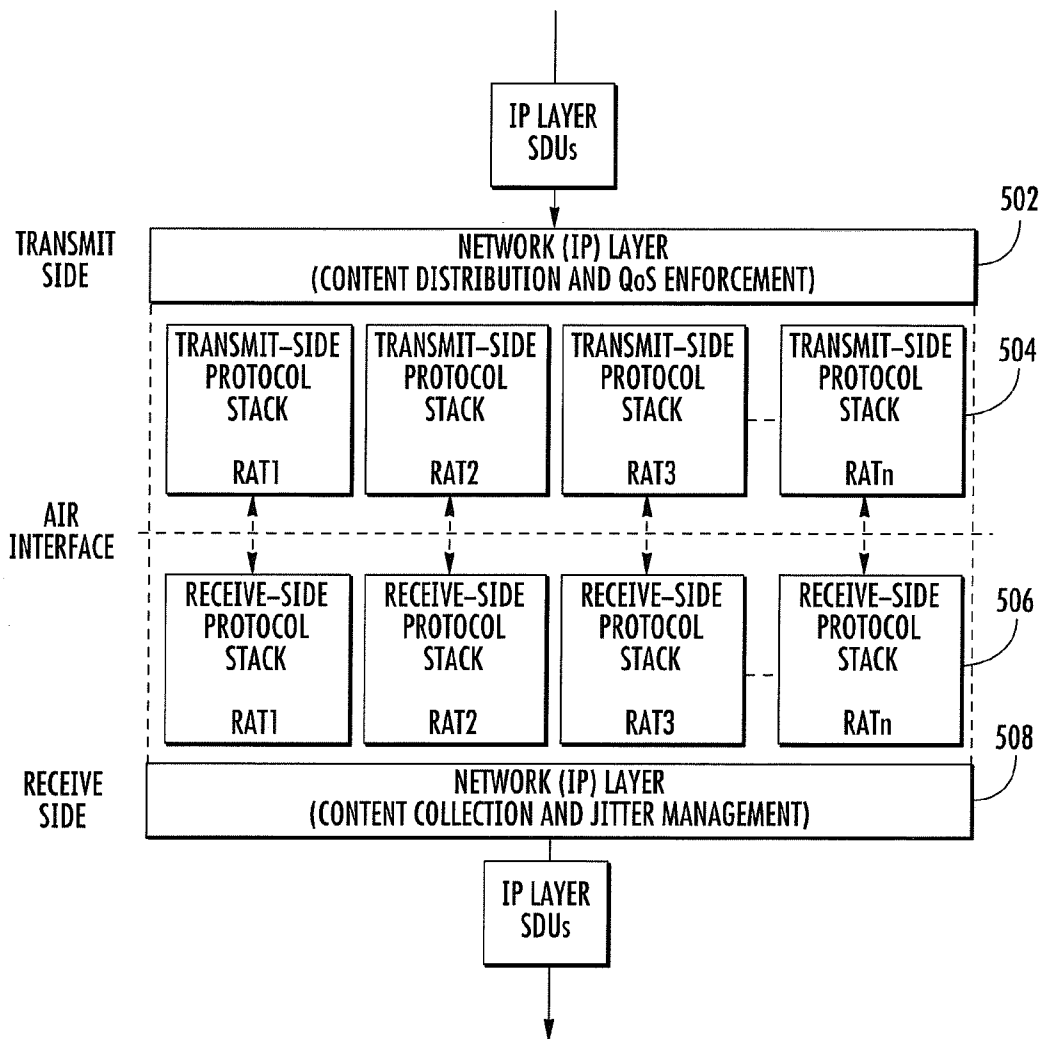 IP LAYER
SDUs
502
TRANSMIT
SIDE
NETWORK (IP) LAYER
(CONTENT DISTRIBUTION AND QoS ENFORCEMENT)
TRANSMIT–SIDE
PROTOCOL
STACK
RAT1
TRANSMIT–SIDE
PROTOCOL
STACK
RAT2
TRANSMIT–SIDE
PROTOCOL
STACK
RAT3
TRANSMIT–SIDE
PROTOCOL
STACK
RATn
504
AIR
INTERFACE
RECEIVE–SIDE
PROTOCOL
STACK
RAT1
RECEIVE–SIDE
PROTOCOL
STACK
RAT2
RECEIVE–SIDE
PROTOCOL
STACK
RAT3
RECEIVE–SIDE
PROTOCOL
STACK
RATn
506
508
RECEIVE
SIDE
NETWORK (IP) LAYER
(CONTENT COLLECTION AND JITTER MANAGEMENT)
IP LAYER
SDUs